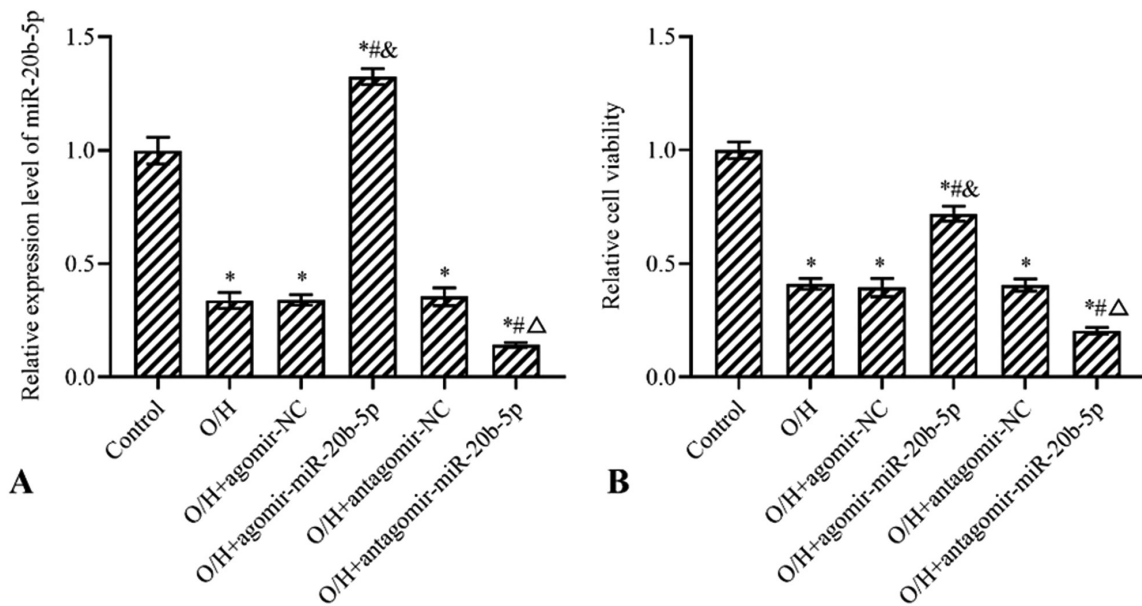 Relative expression level of miR-20b-5p
1.5
1.0
0.5
0.0
*
*
*#&
*
*#△
Control
O/H
O/H+agomir-NC
O/H+agomir-miR-20b-5p
O/H+antagomir-NC
O/H+antagomir-miR-20b-5p
A
Relative cell viability
1.5
1.0
0.5
0.0
*
*
*#&
*
*#△
Control
O/H
O/H+agomir-NC
O/H+agomir-miR-20b-5p
O/H+antagomir-NC
O/H+antagomir-miR-20b-5p
B